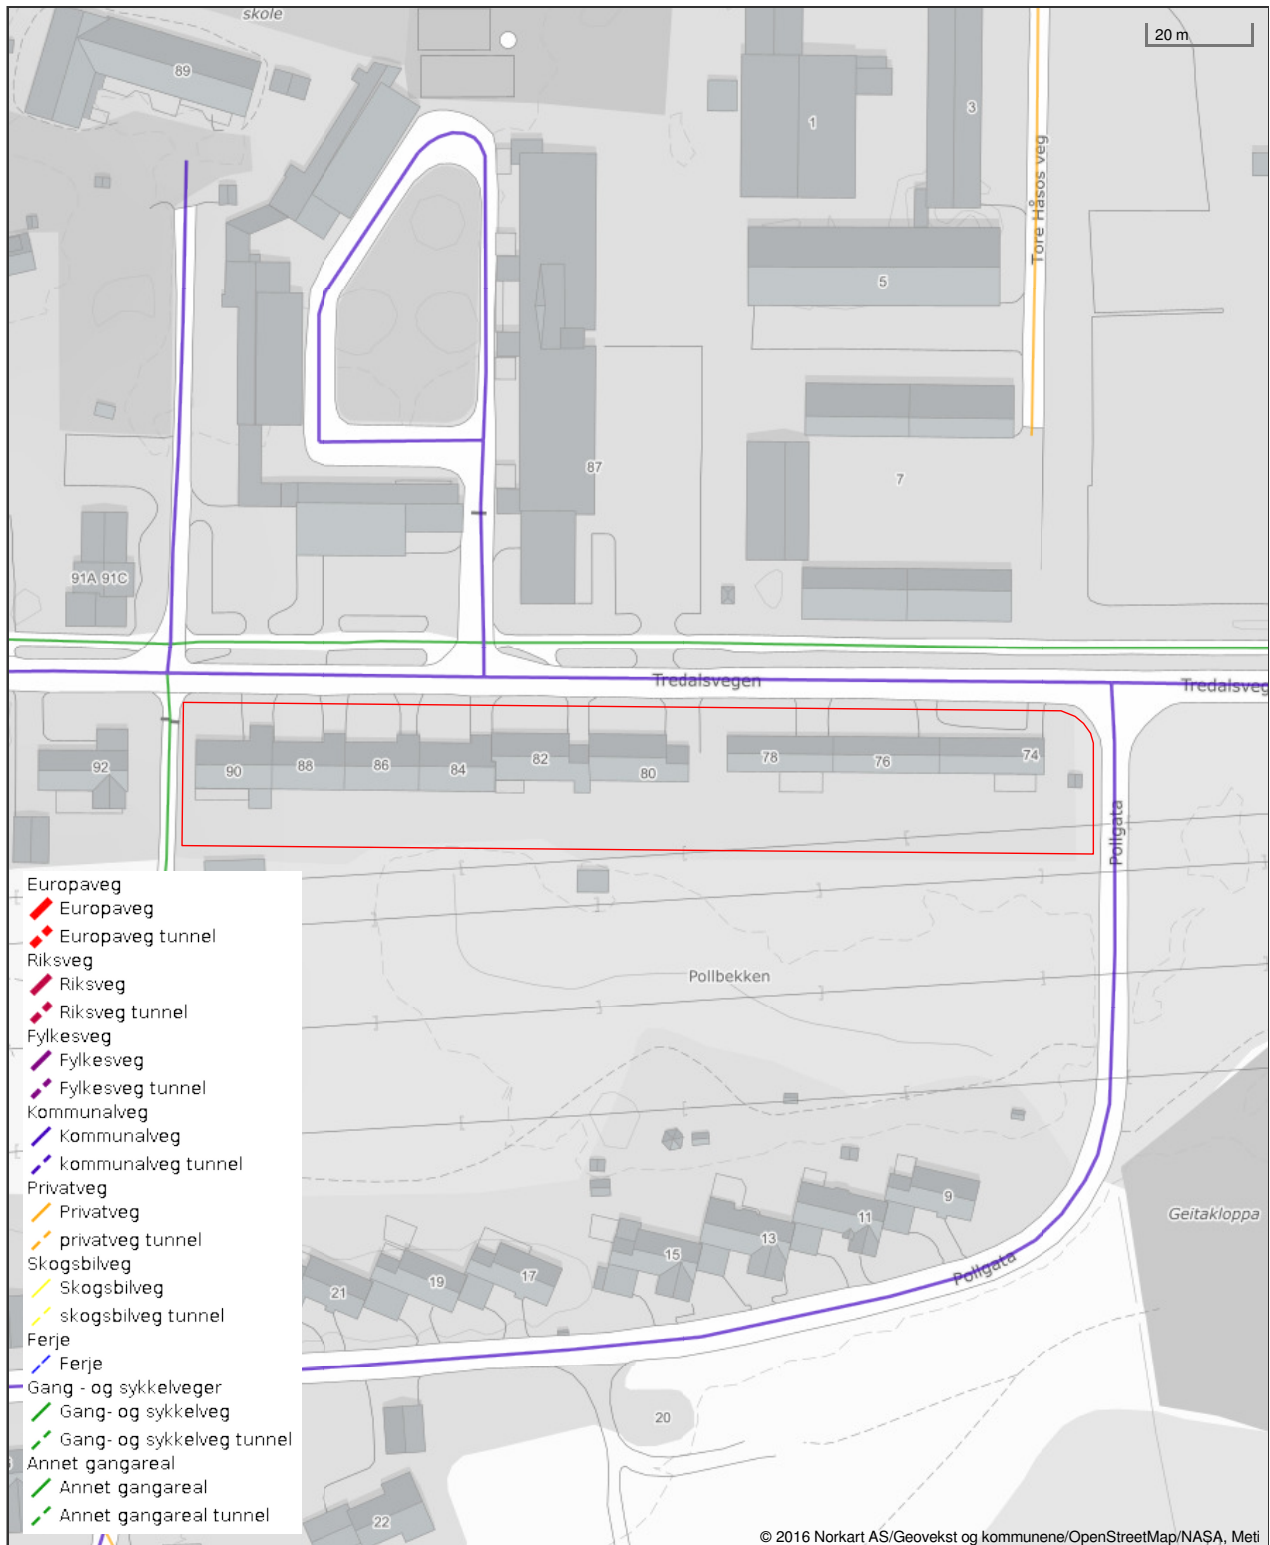 skole
20 m
89
1
3
Tore Håsos veg
5
87
7
91A 91C
Tredalsvegen
Tredalsveg
92
90
88
86
84
82
80
78
76
74
Pollgata
Europaveg
Europaveg
Europaveg tunnel
Riksveg
Riksveg
Riksveg tunnel
Fylkesveg
Fylkesveg
Fylkesveg tunnel
Kommunalveg
Kommunalveg
kommunalveg tunnel
Privatveg
Privatveg
privatveg tunnel
Skogsbilveg
Skogsbilveg
skogsbilveg tunnel
Ferje
Ferje
Gang - og sykkelveger
Gang- og sykkelveg
Gang- og sykkelveg tunnel
Annet gangareal
Annet gangareal
Annet gangareal tunnel
Pollbekken
9
11
13
15
17
19
21
Geitakloppa
Pollgata
20
22
© 2016 Norkart AS/Geovekst og kommunene/OpenStreetMap/NASA, Meti